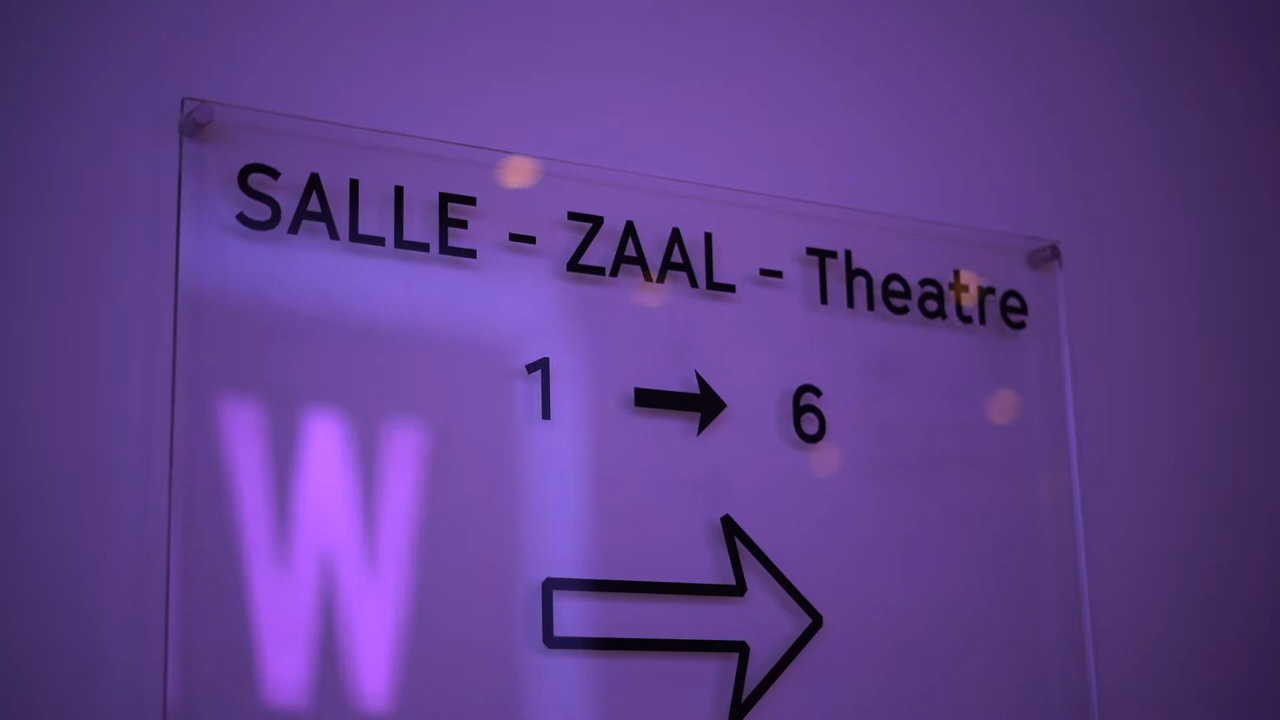 SALLE - ZAAL - Theatre
1 → 6
W